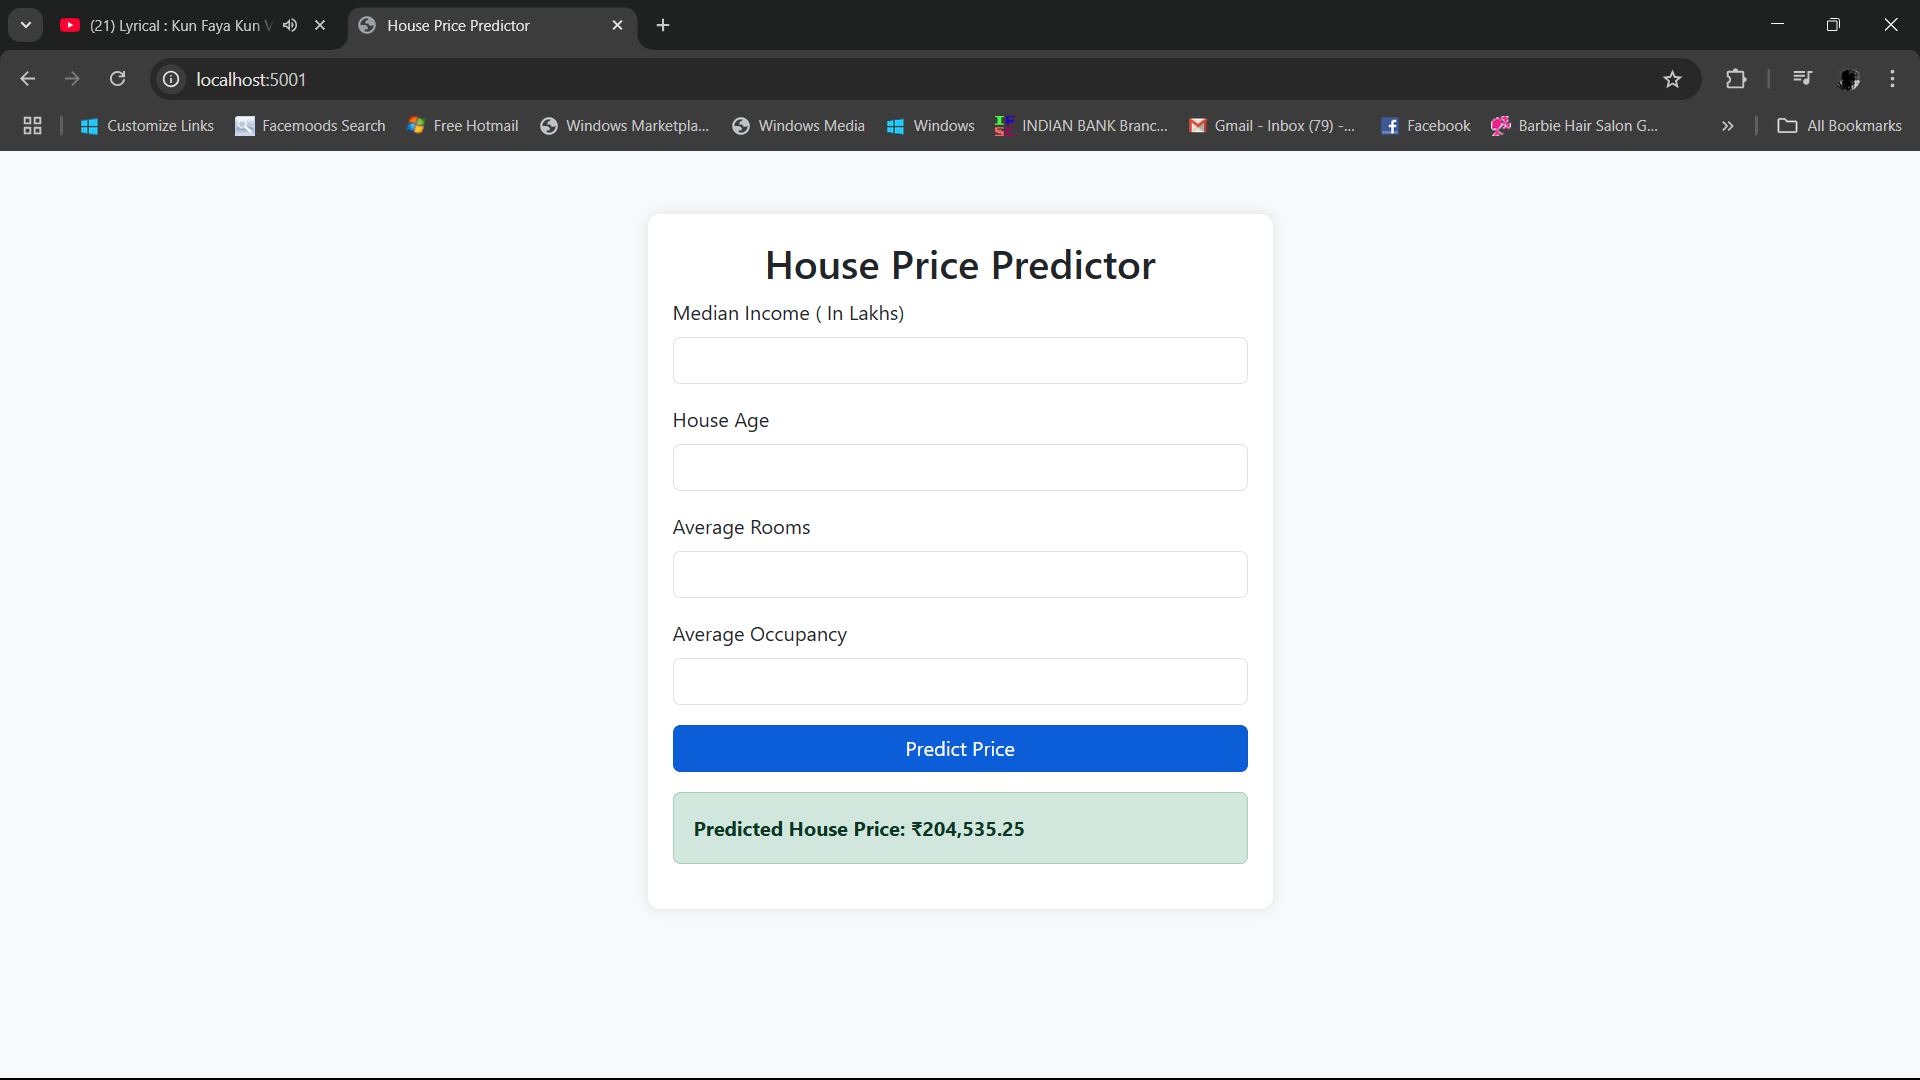 (21) Lyrical : Kun Faya Kun
House Price Predictor
localhost:5001
Customize Links
Facemoods Search
Free Hotmail
Windows Marketpla...
Windows Media
Windows
INDIAN BANK Branc...
Gmail - Inbox (79) -...
Facebook
Barbie Hair Salon G...
All Bookmarks
House Price Predictor
Median Income ( In Lakhs)
House Age
Average Rooms
Average Occupancy
Predict Price
Predicted House Price: ₹204,535.25